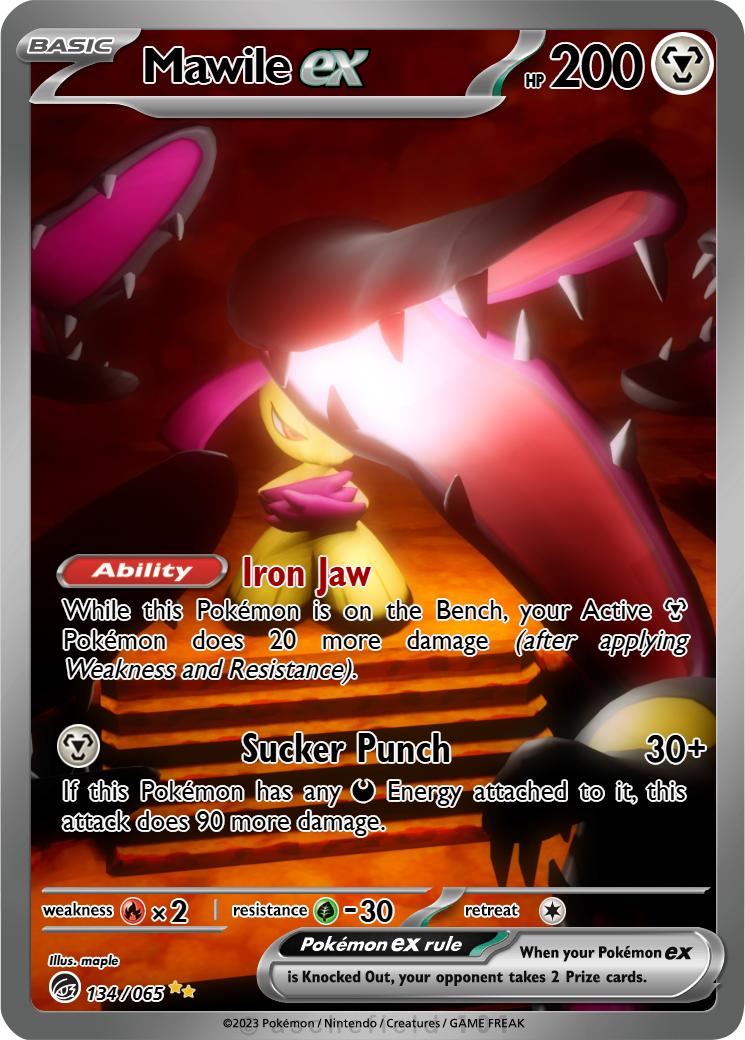 BASIC
Mawile ex
HP 200
Ability Iron Jaw
While this Pokémon is on the Bench, your Active
Pokémon does 20 more damage (after applying
Weakness and Resistance).
Sucker Punch 30+
If this Pokémon has any Energy attached to it, this
attack does 90 more damage.
weakness ×2 resistance -30 retreat
Pokémon ex rule
When your Pokémon ex
is Knocked Out, your opponent takes 2 Prize cards.
Illus. maple
134 / 065
©2023 Pokémon / Nintendo / Creatures / GAME FREAK